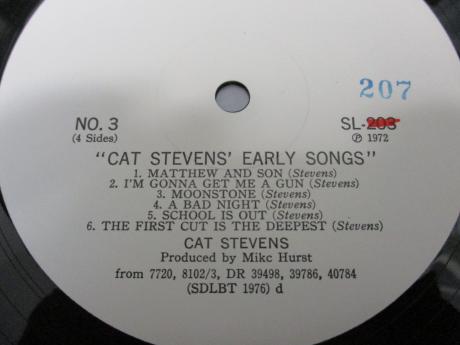 207
NO. 3 SL-203
(4 Sides) Ⓟ 1972
"CAT STEVENS' EARLY SONGS"
1. MATTHEW AND SON (Stevens)
2. I'M GONNA GET ME A GUN (Stevens)
3. MOONSTONE (Stevens)
4. A BAD NIGHT (Stevens)
5. SCHOOL IS OUT (Stevens)
6. THE FIRST CUT IS THE DEEPEST (Stevens)
CAT STEVENS
Produced by Mikc Hurst
from 7720, 8102/3, DR 39498, 39786, 40784
(SDLBT 1976) d